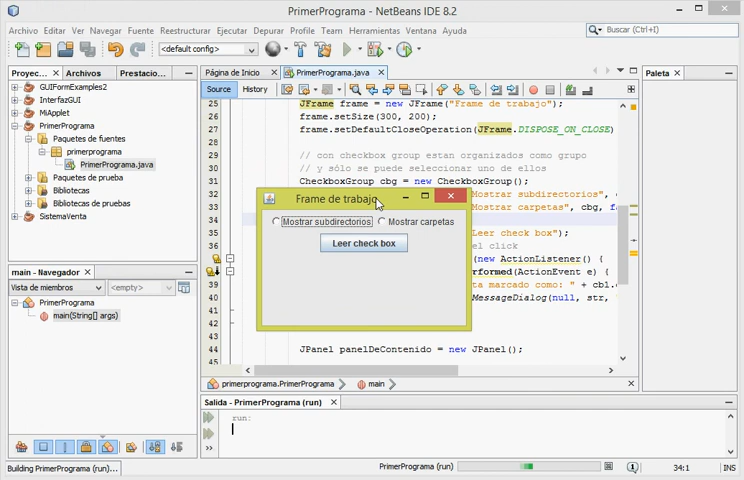 PrimerPrograma - NetBeans IDE 8.2
Archivo Editar Ver Navegar Fuente Reestructurar Ejecutar Depurar Profile Team Herramientas Ventana Ayuda
Buscar (Ctrl+I)
<default config>
Proyec... Archivos Prestacio...
Página de Inicio PrimerPrograma.java Paleta
Source History
GUIFormExamples2
InterfazGUI
MiApplet
PrimerPrograma
Paquetes de fuentes
primerprograma
PrimerPrograma.java
Paquetes de prueba
Bibliotecas
Bibliotecas de pruebas
SistemaVenta
25 JFrame frame = new JFrame("Frame de trabajo");
26 frame.setSize(300, 200);
27 frame.setDefaultCloseOperation(JFrame.DISPOSE_ON_CLOSE)
28
29 // con checkbox group estan organizados como grupo
30 // y sólo se puede seleccionar uno de ellos
31 CheckboxGroup cbg = new CheckboxGroup();
32 Mostrar subdirectorios",
33 Mostrar carpetas", cbg, fa
34
35 Leer check box");
36 el click
(new ActionListener() {
rformed(ActionEvent e) {
39 ta marcado como: " + cb1.
40 MessageDialog(null, str,
41
42
43
44 JPanel panelDeContenido = new JPanel();
45
Frame de trabajo
Mostrar subdirectorios Mostrar carpetas
Leer check box
main - Navegador
Vista de miembros <empty>
PrimerPrograma
main(String[] args)
primerprograma.PrimerPrograma main
Salida - PrimerPrograma (run)
run:
Building PrimerPrograma (run)... PrimerPrograma (run) 34:1 INS